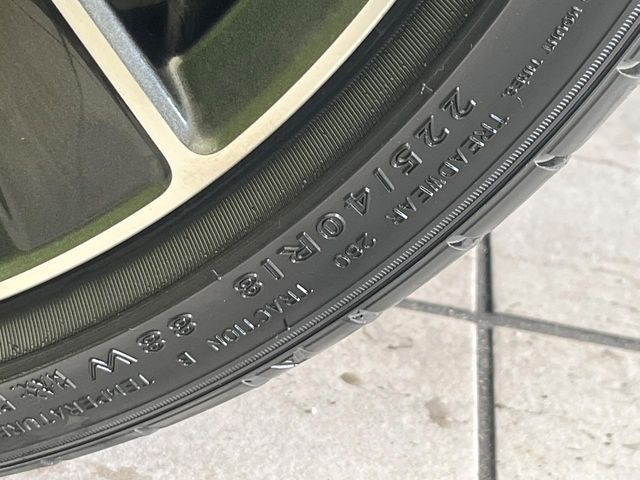 225/40R18 88W
TREADWEAR 280 TRACTION B TEMPERATURE